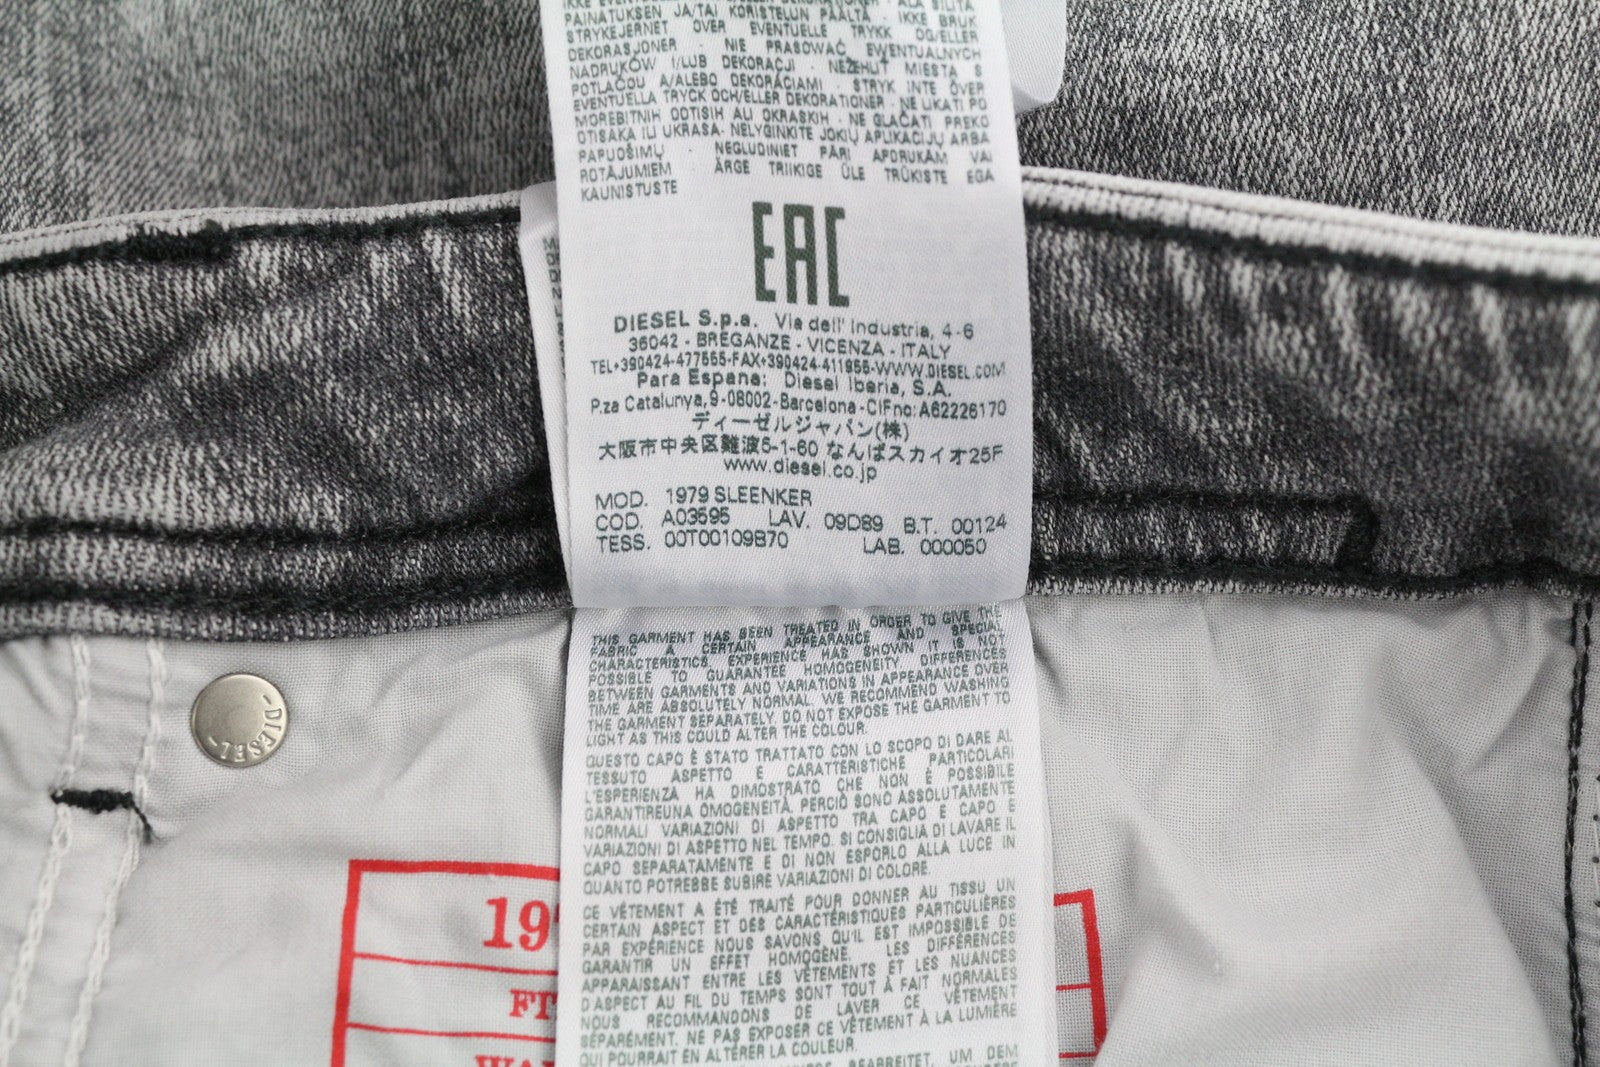 PAINATUKSEN JA/TAI KORISTELUN PÄÄLTÄ - IKKE BRUK
STRYKEJERNET OVER EVENTUELLE TRYKK OG/ELLER
DEKORASJONER - NIE PRASOWAĆ EWENTUALNYCH
NADRUKÓW I/LUB DEKORACJI - NEŽEHLIT MIESTA S
POTLAČOU A/ALEBO DEKORÁCIAMI - STRYK INTE ÖVER
EVENTUELLA TRYCK OCH/ELLER DEKORATIONER - NE LIKATI PO
MOREBITNIH ODTISIH ALI OKRASKIH - NE GLAČATI PREKO
OTISAKA ILI UKRASA- NELYGINKITE JOKIŲ APLIKACIJŲ ARBA
PAPUOŠIMŲ - NEGLUDINIET PĀRI APDRUKĀM VAI
ROTĀJUMIEM - ÄRGE TRIIKIGE ÜLE TRÜKISTE EGA
KAUNISTUSTE
EAC
DIESEL S.p.a. Via dell' Industria, 4-6
36042 - BREGANZE - VICENZA - ITALY
TEL+390424-477555-FAX+390424-411955-WWW.DIESEL.COM
Para Espana: Diesel Iberia, S.A.
P.za Catalunya, 9-08002-Barcelona-CIFno: A62226170
ディーゼルジャパン(株)
大阪市中央区難波5-1-60 なんばスカイオ25F
www.diesel.co.jp
MOD. 1979 SLEENKER
COD. A03595 LAV. 09D89 B.T. 00124
TESS. 00T00109B70 LAB. 000050
THIS GARMENT HAS BEEN TREATED IN ORDER TO GIVE THE
FABRIC A CERTAIN APPEARANCE AND SPECIAL
CHARACTERISTICS. EXPERIENCE HAS SHOWN IT IS NOT
POSSIBLE TO GUARANTEE HOMOGENEITY DIFFERENCES
BETWEEN GARMENTS AND VARIATIONS IN APPEARANCE OVER
TIME ARE ABSOLUTELY NORMAL. WE RECOMMEND WASHING
THE GARMENT SEPARATELY. DO NOT EXPOSE THE GARMENT TO
LIGHT AS THIS COULD ALTER THE COLOUR.
QUESTO CAPO È STATO TRATTATO CON LO SCOPO DI DARE AL
TESSUTO ASPETTO E CARATTERISTICHE PARTICOLARI
L'ESPERIENZA HA DIMOSTRATO CHE NON È POSSIBILE
GARANTIREUNA OMOGENEITÀ, PERCIÒ SONO ASSOLUTAMENTE
NORMALI VARIAZIONI DI ASPETTO TRA CAPO E CAPO E
VARIAZIONI DI ASPETTO NEL TEMPO. SI CONSIGLIA DI LAVARE IL
CAPO SEPARATAMENTE E DI NON ESPORLO ALLA LUCE IN
QUANTO POTREBBE SUBIRE VARIAZIONI DI COLORE.
CE VÊTEMENT A ÉTÉ TRAITÉ POUR DONNER AU TISSU UN
CERTAIN ASPECT ET DES CARACTÉRISTIQUES PARTICULIÈRES
PAR EXPÉRIENCE NOUS SAVONS QU'IL EST IMPOSSIBLE DE
GARANTIR UN EFFET HOMOGÈNE. LES DIFFÉRENCES
APPARAISSANT ENTRE LES VÊTEMENTS ET LES NUANCES
D'ASPECT AU FIL DU TEMPS SONT TOUT À FAIT NORMALES
NOUS RECOMMANDONS DE LAVER CE VÊTEMENT
SÉPARÉMENT. NE PAS EXPOSER CE VÊTEMENT À LA LUMIÈRE
QUI POURRAIT EN ALTÉRER LA COULEUR.
BEARBEITET, UM DEM
DIESEL
19
FI
WA